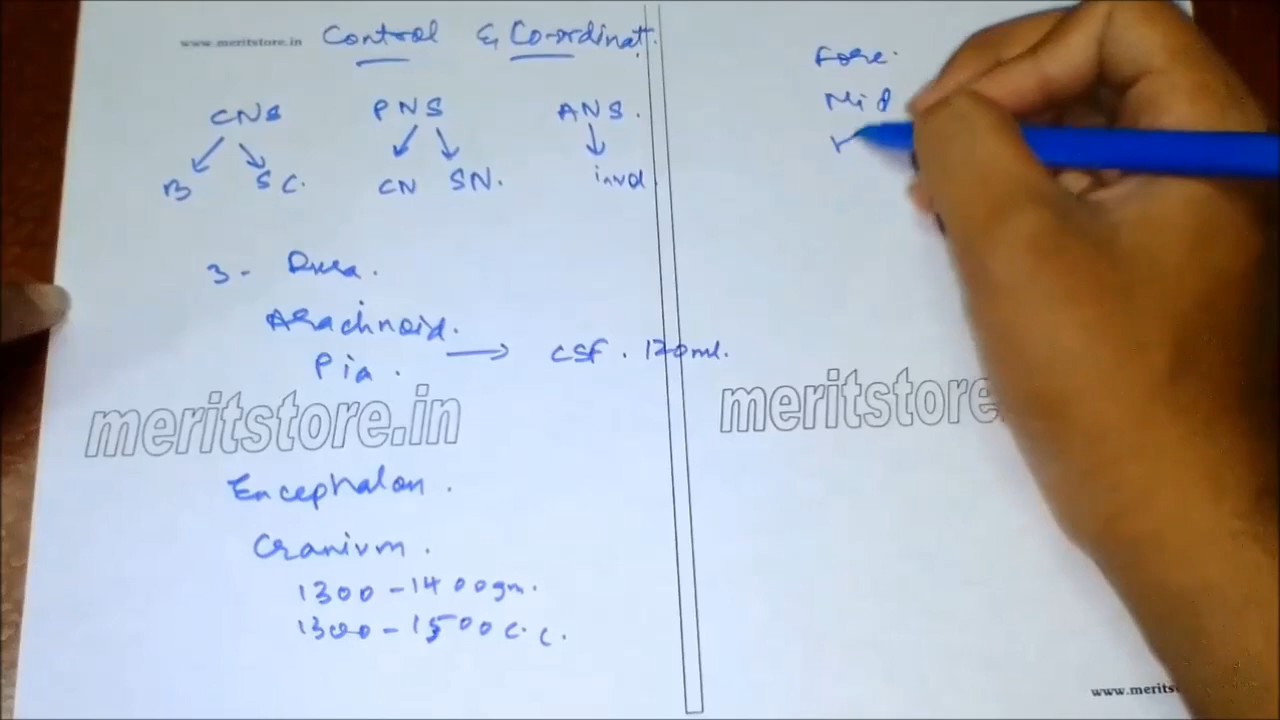 www.meritstore.in Control & Co-ordinat.
CNS PNS ANS.
B S C. CN SN. invol
3- Dura.
Arachnoid.
Pia. → CSF. 120ml.
meritstore.in
Encephalon.
Cranium.
1300-1400gm.
1300-1500 c.c.
Fore.
Mid
meritstore
www.merits